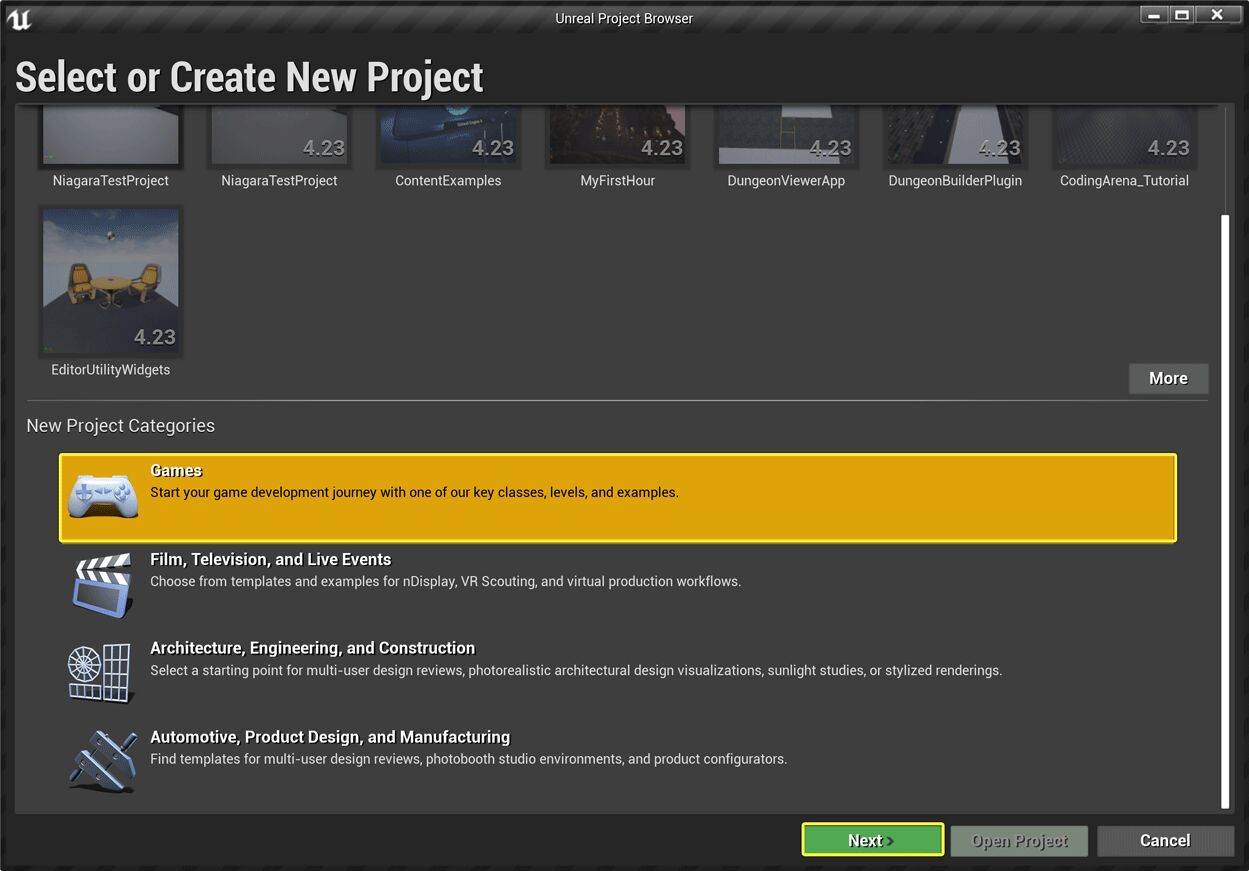 Unreal Project Browser
Select or Create New Project
4.23 4.23 4.23 4.23 4.23 4.23
NiagaraTestProject NiagaraTestProject ContentExamples MyFirstHour DungeonViewerApp DungeonBuilderPlugin CodingArena_Tutorial
4.23
EditorUtilityWidgets
More
New Project Categories
Games
Start your game development journey with one of our key classes, levels, and examples.
Film, Television, and Live Events
Choose from templates and examples for nDisplay, VR Scouting, and virtual production workflows.
Architecture, Engineering, and Construction
Select a starting point for multi-user design reviews, photorealistic architectural design visualizations, sunlight studies, or stylized renderings.
Automotive, Product Design, and Manufacturing
Find templates for multi-user design reviews, photobooth studio environments, and product configurators.
Next > Open Project Cancel